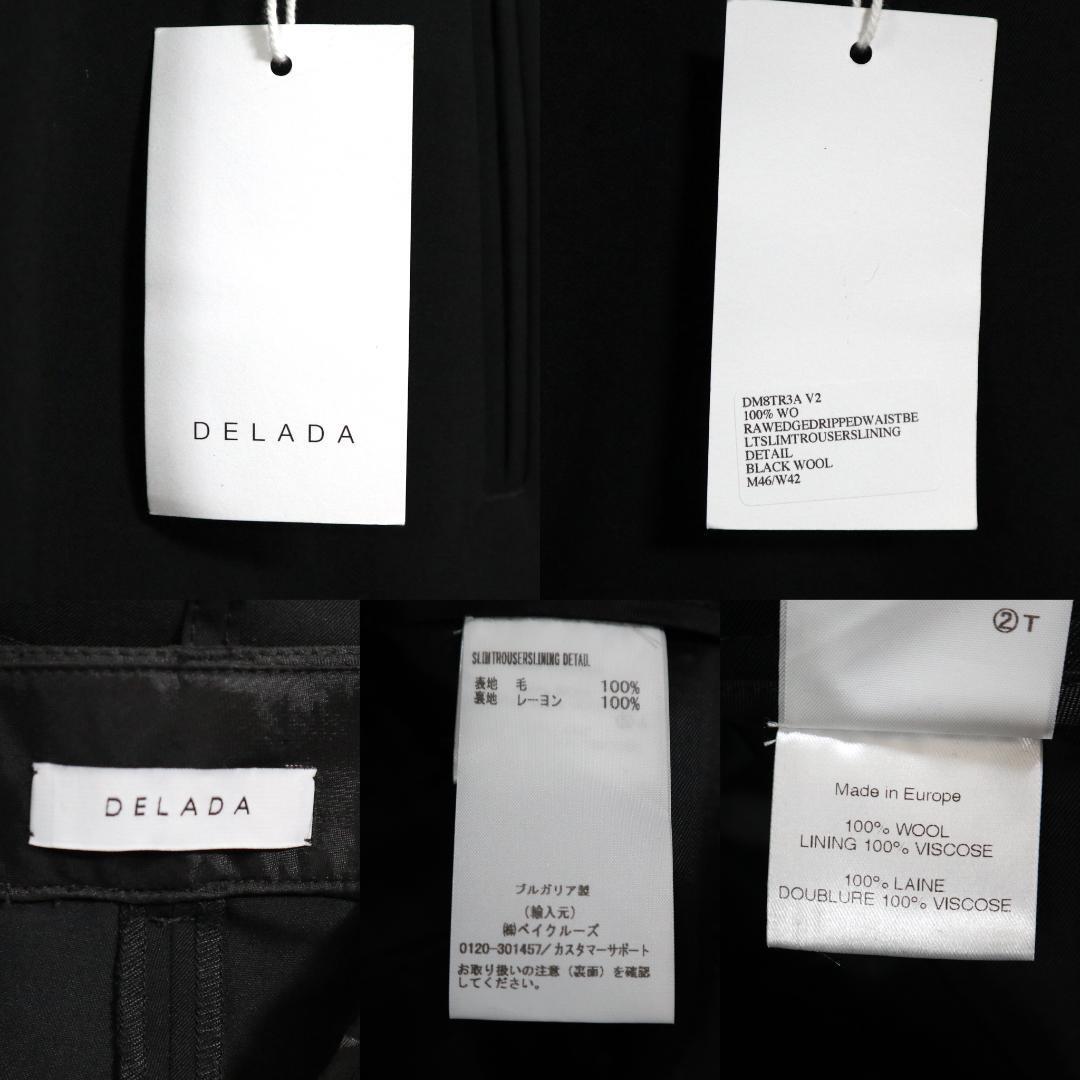 DELADA
DM8TR3A V2
100% WO
RAWEDGEDRIPPEDWAISTBE
LTSLIMTROUSERSLINING
DETAIL
BLACK WOOL
M46/W42
DELADA
SLIMTROUSERSLINING DETAIL
表地 毛 100%
裏地 レーヨン 100%
ブルガリア製
(輸入元)
㈱ベイクルーズ
0120-301457/カスタマーサポート
お取り扱いの注意(裏面)を確認
してください。
②T
Made in Europe
100% WOOL
LINING 100% VISCOSE
100% LAINE
DOUBLURE 100% VISCOSE